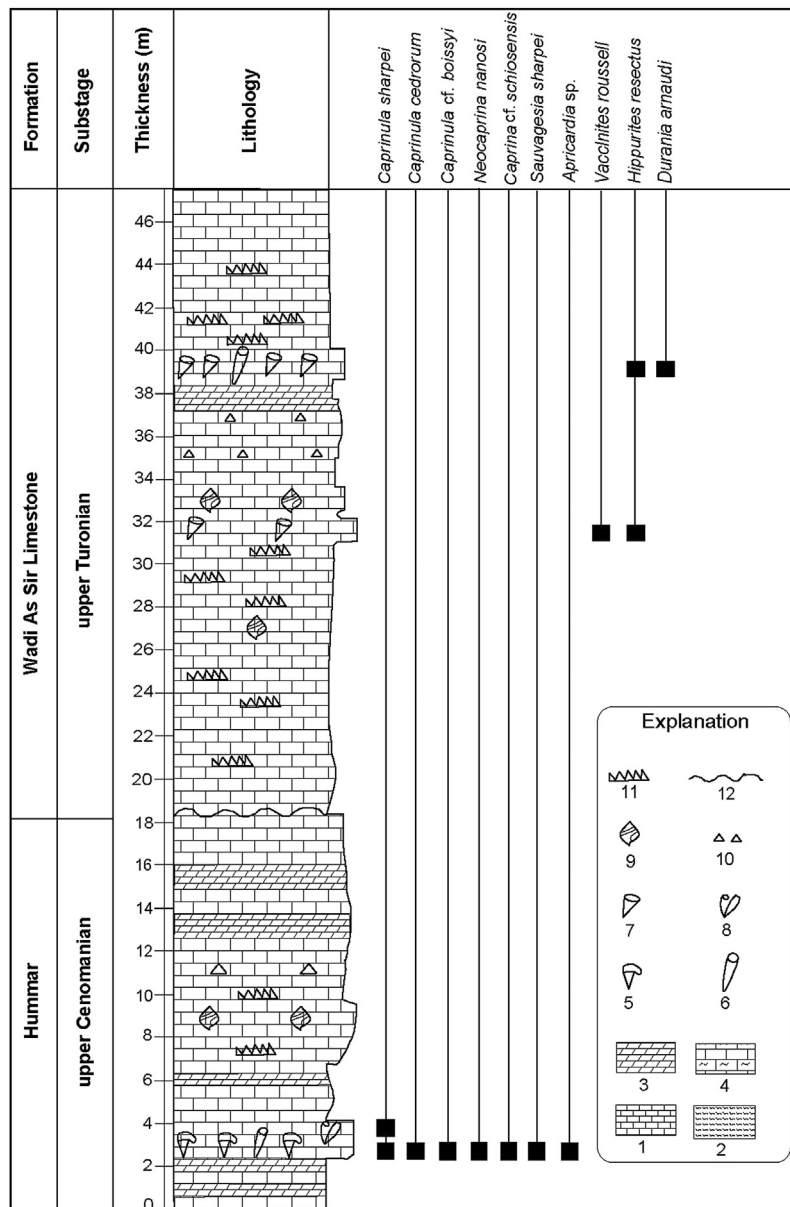 Formation
Substage
Thickness (m)
Lithology
Caprinula sharpei
Caprinula cedrorum
Caprinula cf. boissyi
Neocaprina nanosi
Caprina cf. schiosensis
Sauvagesia sharpei
Apricardia sp.
Vaccinites roussell
Hippurites resectus
Durania arnaudi
Wadi As Sir Limestone
upper Turonian
Hummar
upper Cenomanian
46
44
42
40
38
36
34
32
30
28
26
24
22
20
18
16
14
12
10
8
6
4
2
0
Explanation
11 12
9 10
7 8
5 6
3 4
1 2